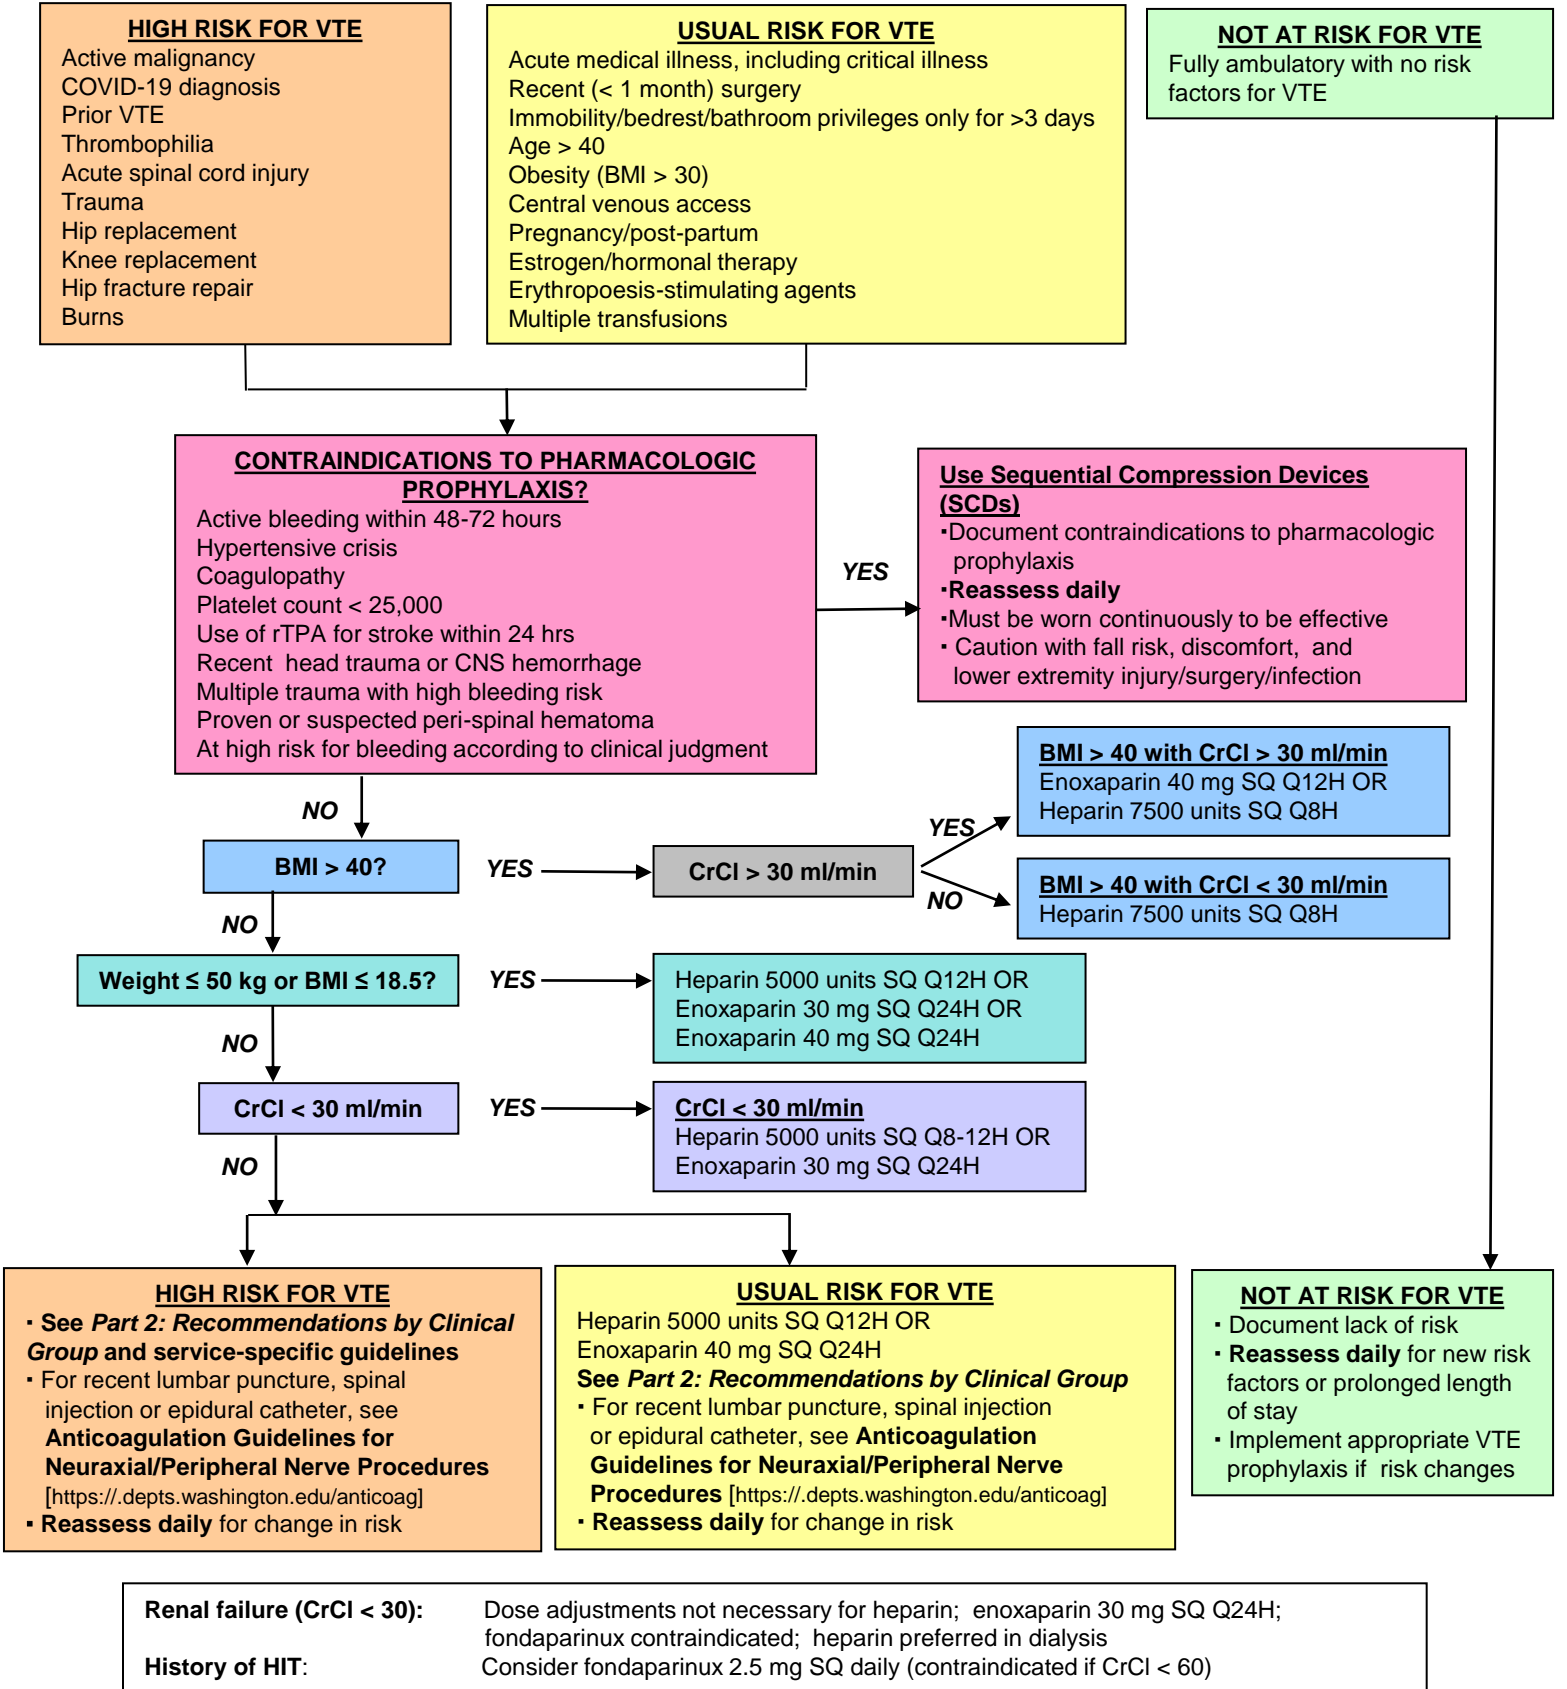 HIGH RISK FOR VTE
Active malignancy
COVID-19 diagnosis
Prior VTE
Thrombophilia
Acute spinal cord injury
Trauma
Hip replacement
Knee replacement
Hip fracture repair
Burns
USUAL RISK FOR VTE
Acute medical illness, including critical illness
Recent (< 1 month) surgery
Immobility/bedrest/bathroom privileges only for >3 days
Age > 40
Obesity (BMI > 30)
Central venous access
Pregnancy/post-partum
Estrogen/hormonal therapy
Erythropoesis-stimulating agents
Multiple transfusions
NOT AT RISK FOR VTE
Fully ambulatory with no risk
factors for VTE
CONTRAINDICATIONS TO PHARMACOLOGIC
PROPHYLAXIS?
Active bleeding within 48-72 hours
Hypertensive crisis
Coagulopathy
Platelet count < 25,000
Use of rTPA for stroke within 24 hrs
Recent head trauma or CNS hemorrhage
Multiple trauma with high bleeding risk
Proven or suspected peri-spinal hematoma
At high risk for bleeding according to clinical judgment
YES
Use Sequential Compression Devices
(SCDs)
▪Document contraindications to pharmacologic
prophylaxis
▪Reassess daily
▪Must be worn continuously to be effective
▪ Caution with fall risk, discomfort, and
lower extremity injury/surgery/infection
NO
BMI > 40?
YES
CrCl > 30 ml/min
YES
BMI > 40 with CrCl > 30 ml/min
Enoxaparin 40 mg SQ Q12H OR
Heparin 7500 units SQ Q8H
NO
BMI > 40 with CrCl < 30 ml/min
Heparin 7500 units SQ Q8H
NO
Weight ≤ 50 kg or BMI ≤ 18.5?
YES
Heparin 5000 units SQ Q12H OR
Enoxaparin 30 mg SQ Q24H OR
Enoxaparin 40 mg SQ Q24H
NO
CrCl < 30 ml/min
YES
CrCl < 30 ml/min
Heparin 5000 units SQ Q8-12H OR
Enoxaparin 30 mg SQ Q24H
NO
HIGH RISK FOR VTE
▪ See Part 2: Recommendations by Clinical
Group and service-specific guidelines
▪ For recent lumbar puncture, spinal
injection or epidural catheter, see
Anticoagulation Guidelines for
Neuraxial/Peripheral Nerve Procedures
[https://.depts.washington.edu/anticoag]
▪ Reassess daily for change in risk
USUAL RISK FOR VTE
Heparin 5000 units SQ Q12H OR
Enoxaparin 40 mg SQ Q24H
See Part 2: Recommendations by Clinical Group
▪ For recent lumbar puncture, spinal injection
or epidural catheter, see Anticoagulation
Guidelines for Neuraxial/Peripheral Nerve
Procedures [https://.depts.washington.edu/anticoag]
▪ Reassess daily for change in risk
NOT AT RISK FOR VTE
▪ Document lack of risk
▪ Reassess daily for new risk
factors or prolonged length
of stay
▪ Implement appropriate VTE
prophylaxis if risk changes
Renal failure (CrCl < 30): Dose adjustments not necessary for heparin; enoxaparin 30 mg SQ Q24H;
fondaparinux contraindicated; heparin preferred in dialysis
History of HIT: Consider fondaparinux 2.5 mg SQ daily (contraindicated if CrCl < 60)